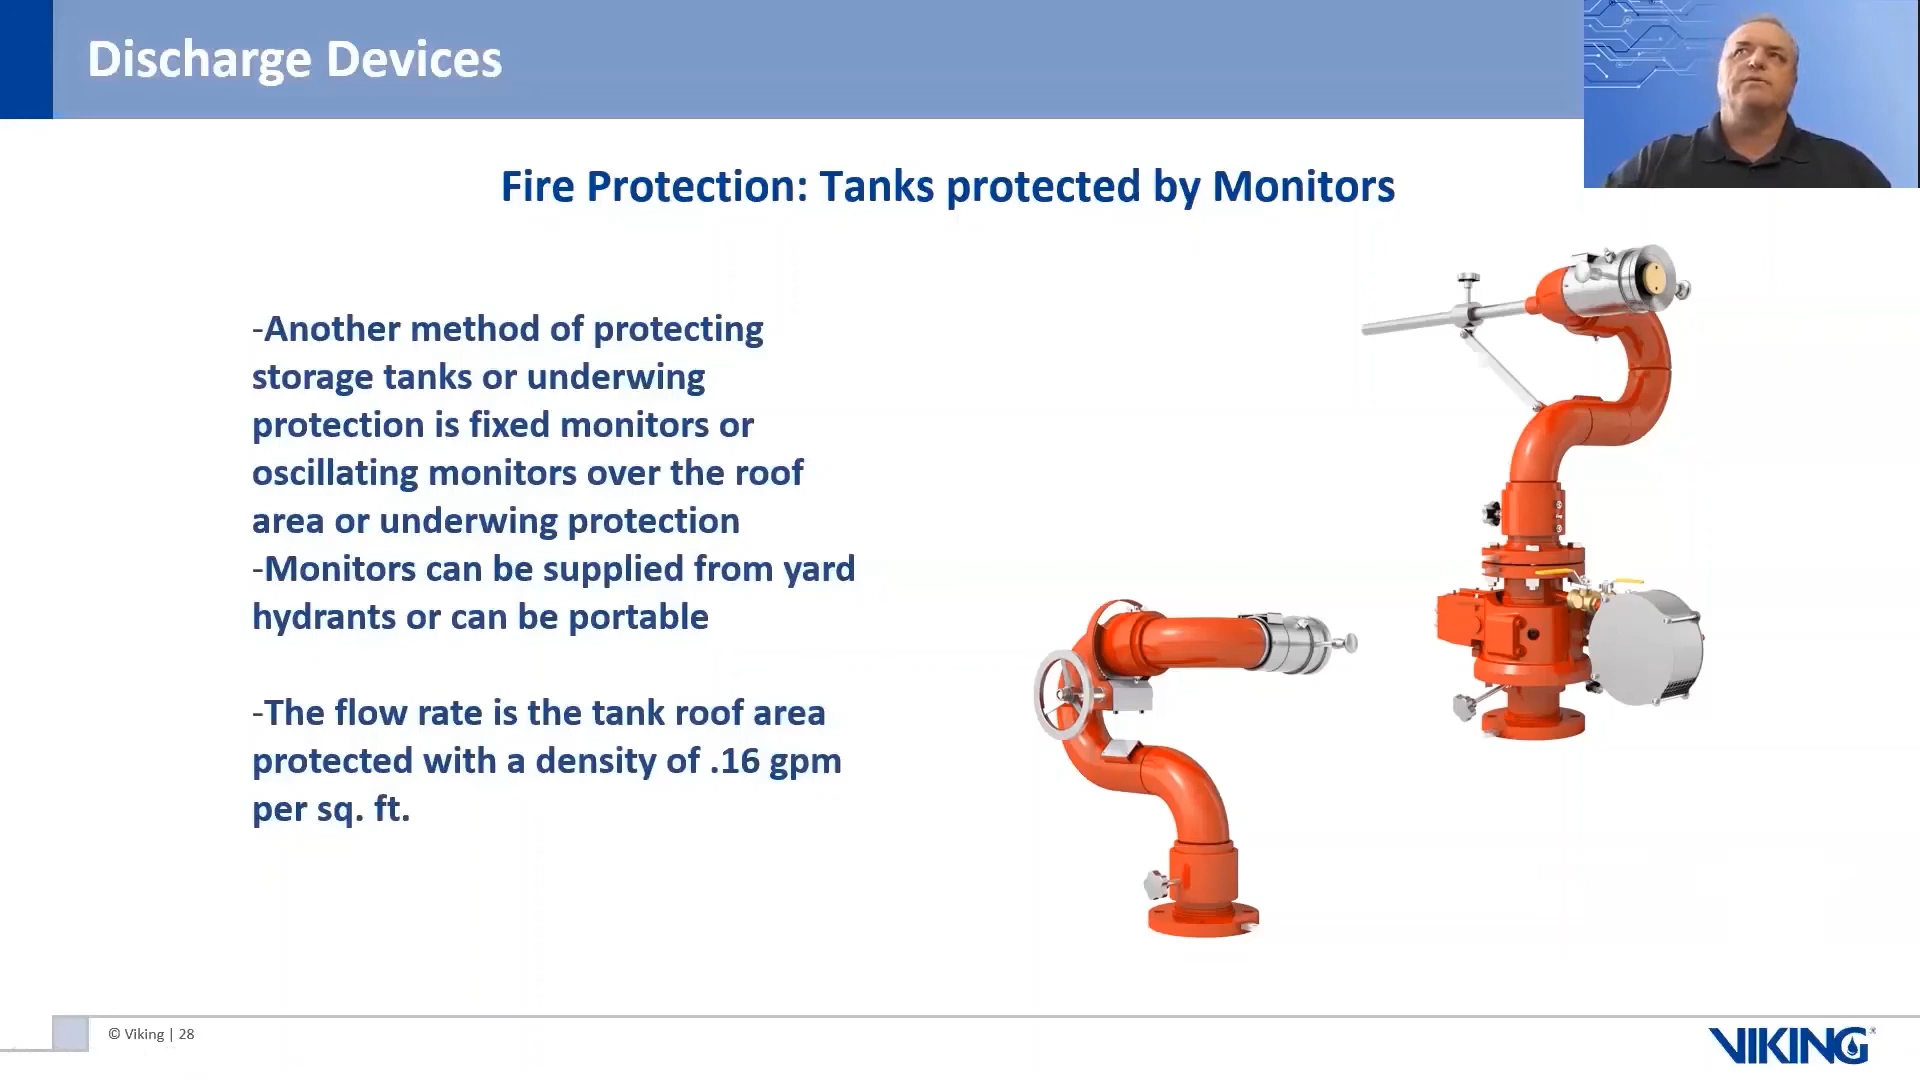 Discharge Devices
Fire Protection: Tanks protected by Monitors
-Another method of protecting
storage tanks or underwing
protection is fixed monitors or
oscillating monitors over the roof
area or underwing protection
-Monitors can be supplied from yard
hydrants or can be portable
-The flow rate is the tank roof area
protected with a density of .16 gpm
per sq. ft.
© Viking | 28
VIKING®